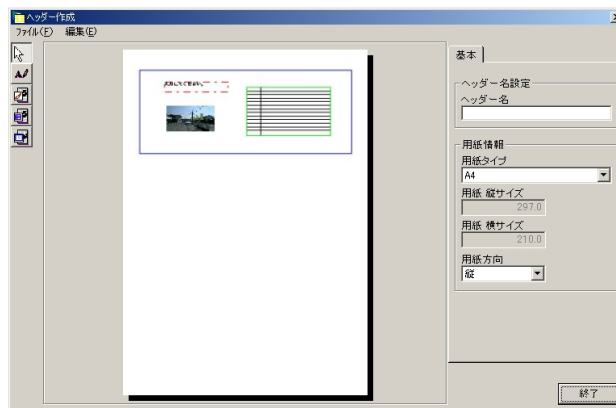 ヘッダー作成
ファイル(F) 編集(E)
基本
ヘッダー名設定
ヘッダー名
用紙情報
用紙タイプ
A4
用紙 縦サイズ
297.0
用紙 横サイズ
210.0
用紙方向
縦
終了